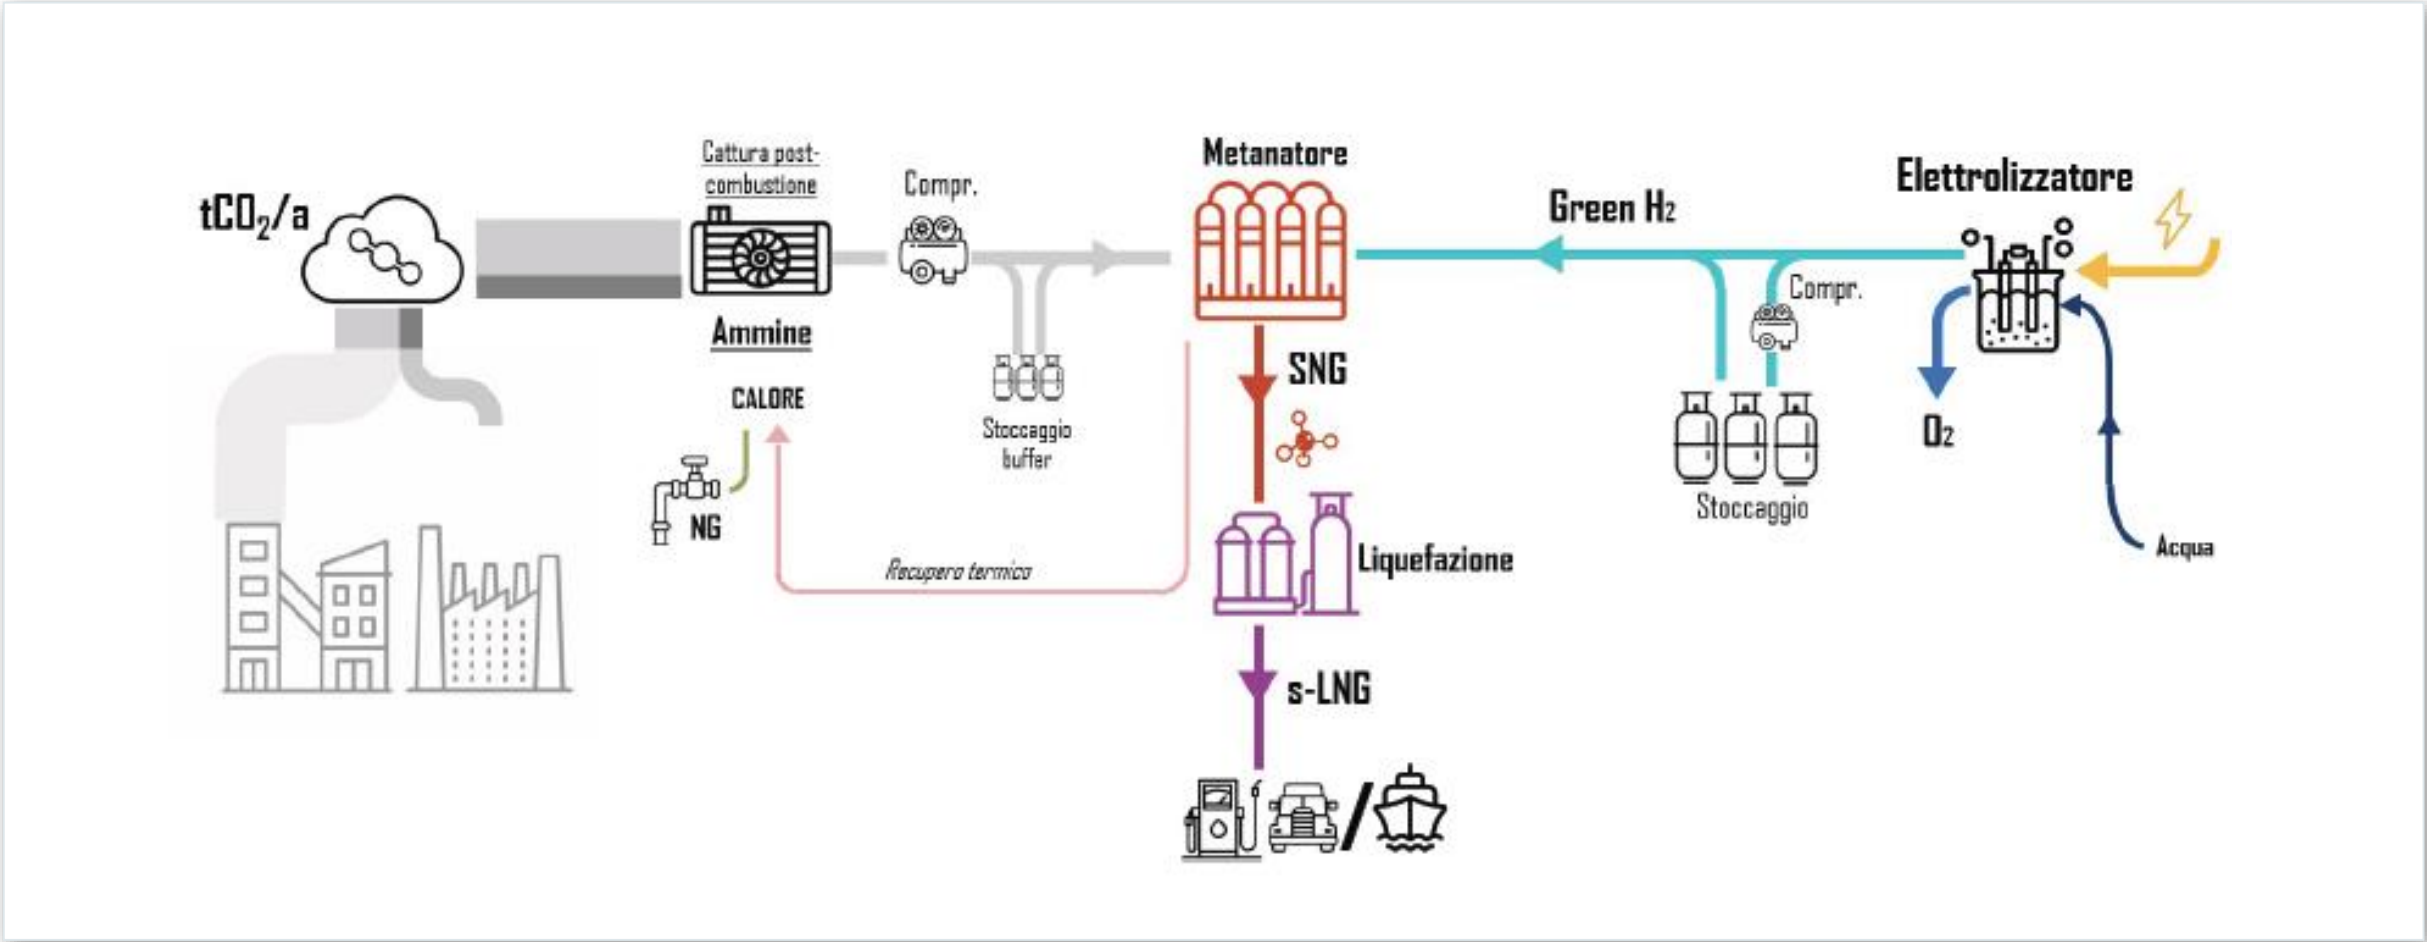 tCO₂/a
Cattura post-
combustione
Ammine
CALORE
NG
Compr.
Stoccaggio
buffer
Recupero termico
Metanatore
SNG
Liquefazione
s-LNG
Green H₂
Compr.
Stoccaggio
Elettrolizzatore
O₂
Acqua